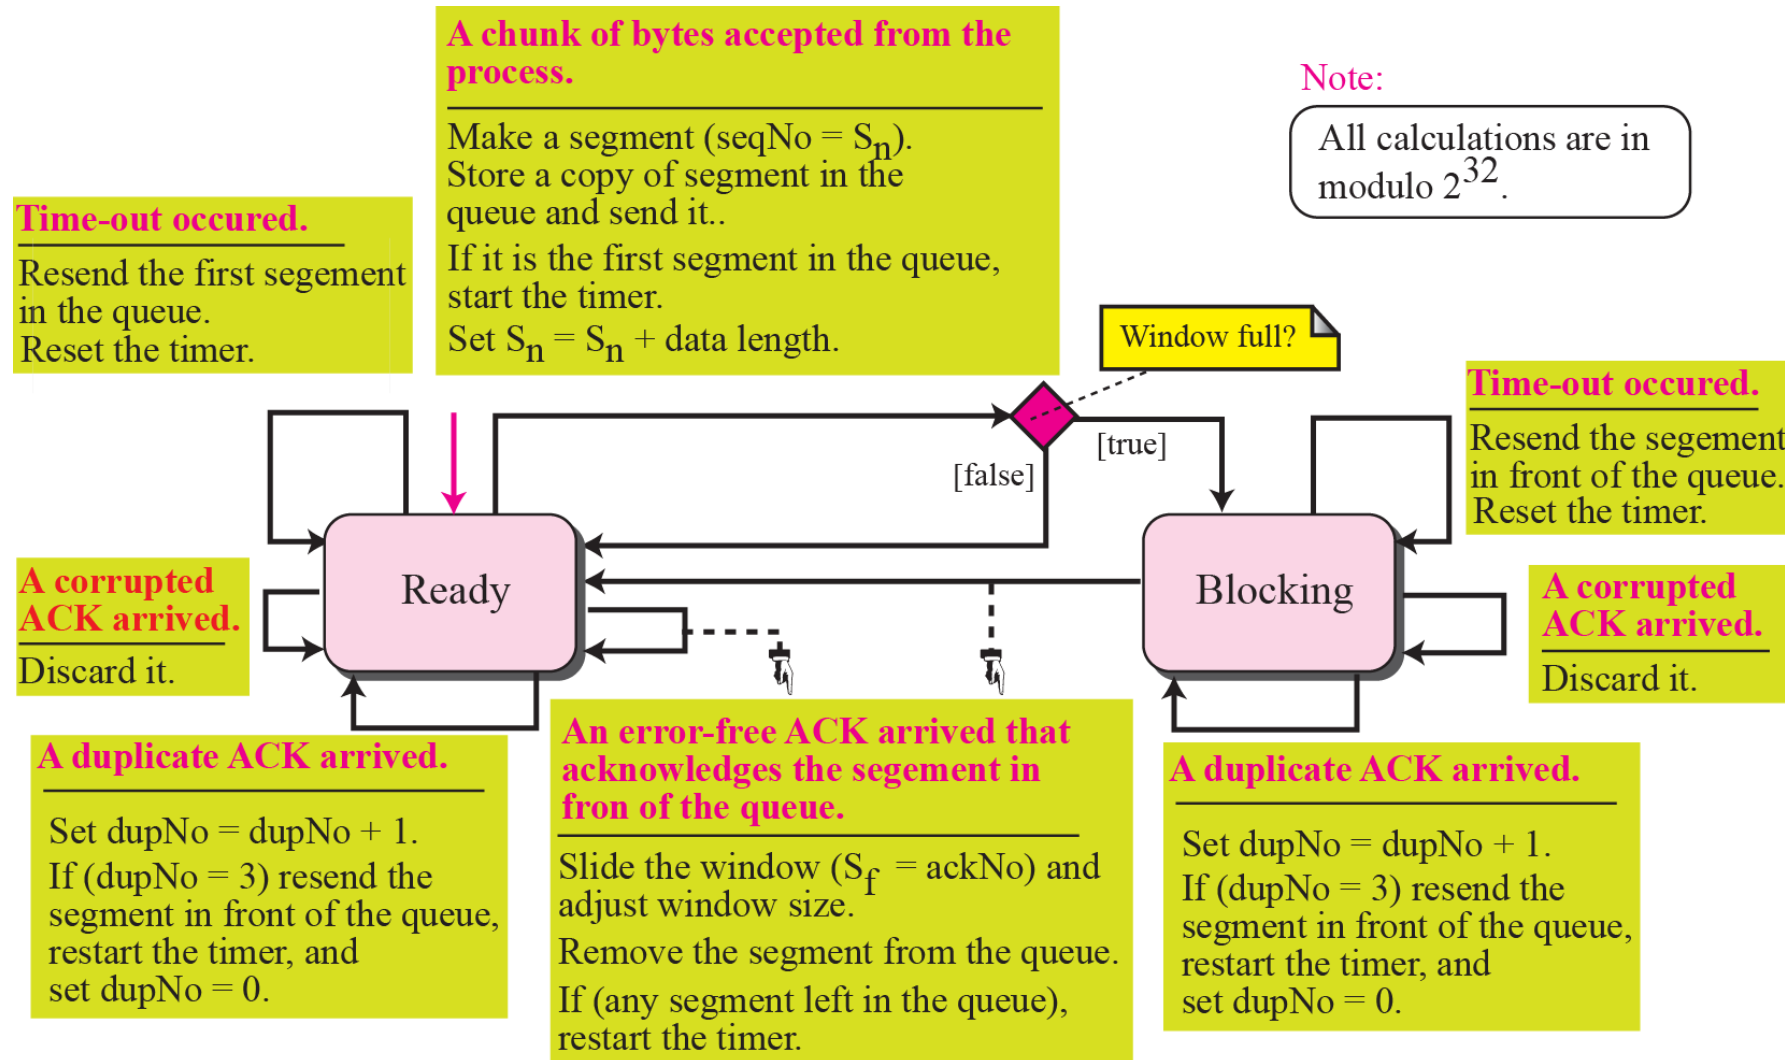 A chunk of bytes accepted from the
process.
Make a segment (seqNo = Sn).
Store a copy of segment in the
queue and send it..
If it is the first segment in the queue,
start the timer.
Set Sn = Sn + data length.
Note:
All calculations are in
modulo 2^32.
Time-out occured.
Resend the first segement
in the queue.
Reset the timer.
Window full?
[true]
[false]
Time-out occured.
Resend the segement
in front of the queue.
Reset the timer.
Ready
Blocking
A corrupted
ACK arrived.
Discard it.
A corrupted
ACK arrived.
Discard it.
A duplicate ACK arrived.
Set dupNo = dupNo + 1.
If (dupNo = 3) resend the
segment in front of the queue,
restart the timer, and
set dupNo = 0.
An error-free ACK arrived that
acknowledges the segement in
fron of the queue.
Slide the window (Sf = ackNo) and
adjust window size.
Remove the segment from the queue.
If (any segment left in the queue),
restart the timer.
A duplicate ACK arrived.
Set dupNo = dupNo + 1.
If (dupNo = 3) resend the
segment in front of the queue,
restart the timer, and
set dupNo = 0.